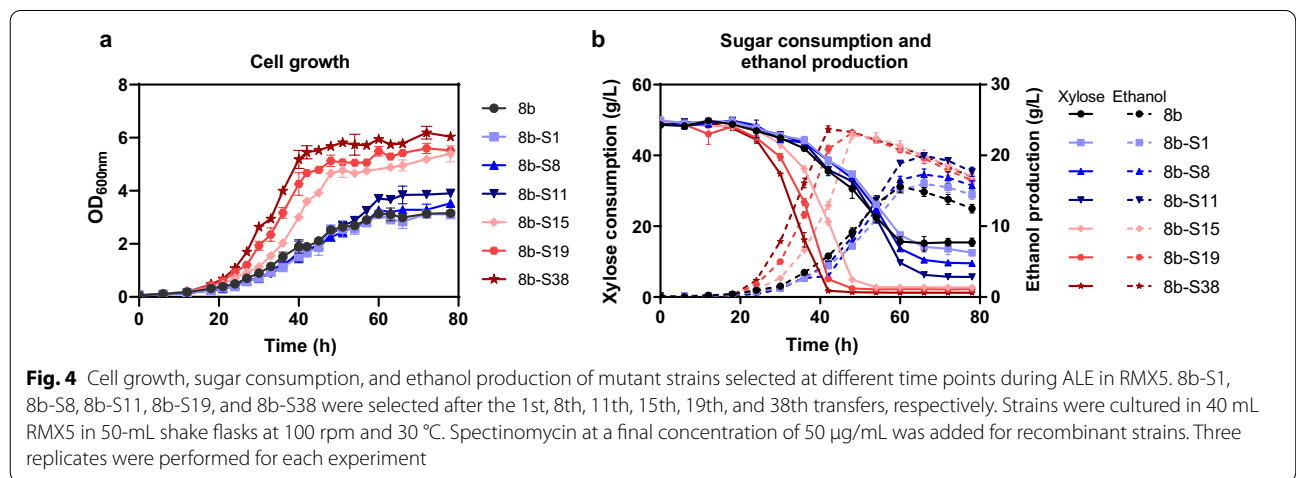 a
Cell growth
OD600nm
8
6
4
2
0
0 20 40 60 80
Time (h)
8b
8b-S1
8b-S8
8b-S11
8b-S15
8b-S19
8b-S38
b
Sugar consumption and
ethanol production
Xylose consumption (g/L)
60
40
20
0
0 20 40 60 80
Time (h)
30
20
10
0
Ethanol production (g/L)
Xylose Ethanol
8b
8b-S1
8b-S8
8b-S11
8b-S15
8b-S19
8b-S38
Fig. 4 Cell growth, sugar consumption, and ethanol production of mutant strains selected at different time points during ALE in RMX5. 8b-S1,
8b-S8, 8b-S11, 8b-S19, and 8b-S38 were selected after the 1st, 8th, 11th, 15th, 19th, and 38th transfers, respectively. Strains were cultured in 40 mL
RMX5 in 50-mL shake flasks at 100 rpm and 30 °C. Spectinomycin at a final concentration of 50 μg/mL was added for recombinant strains. Three
replicates were performed for each experiment